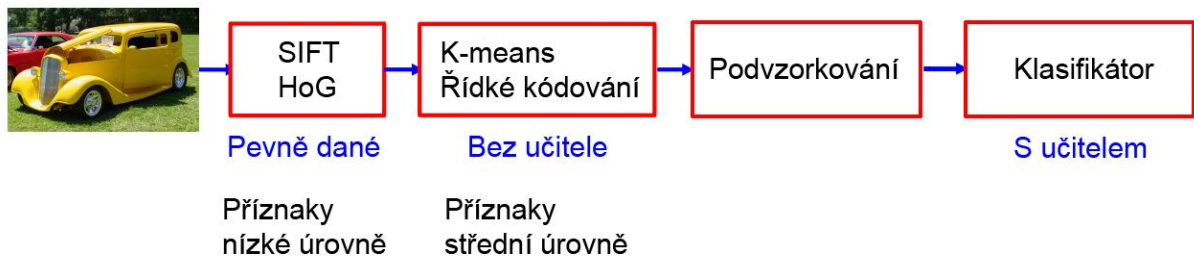 SIFT
HoG
K-means
Řídké kódování
Podvzorkování
Klasifikátor
Pevně dané
Bez učitele
S učitelem
Příznaky
nízké úrovně
Příznaky
střední úrovně